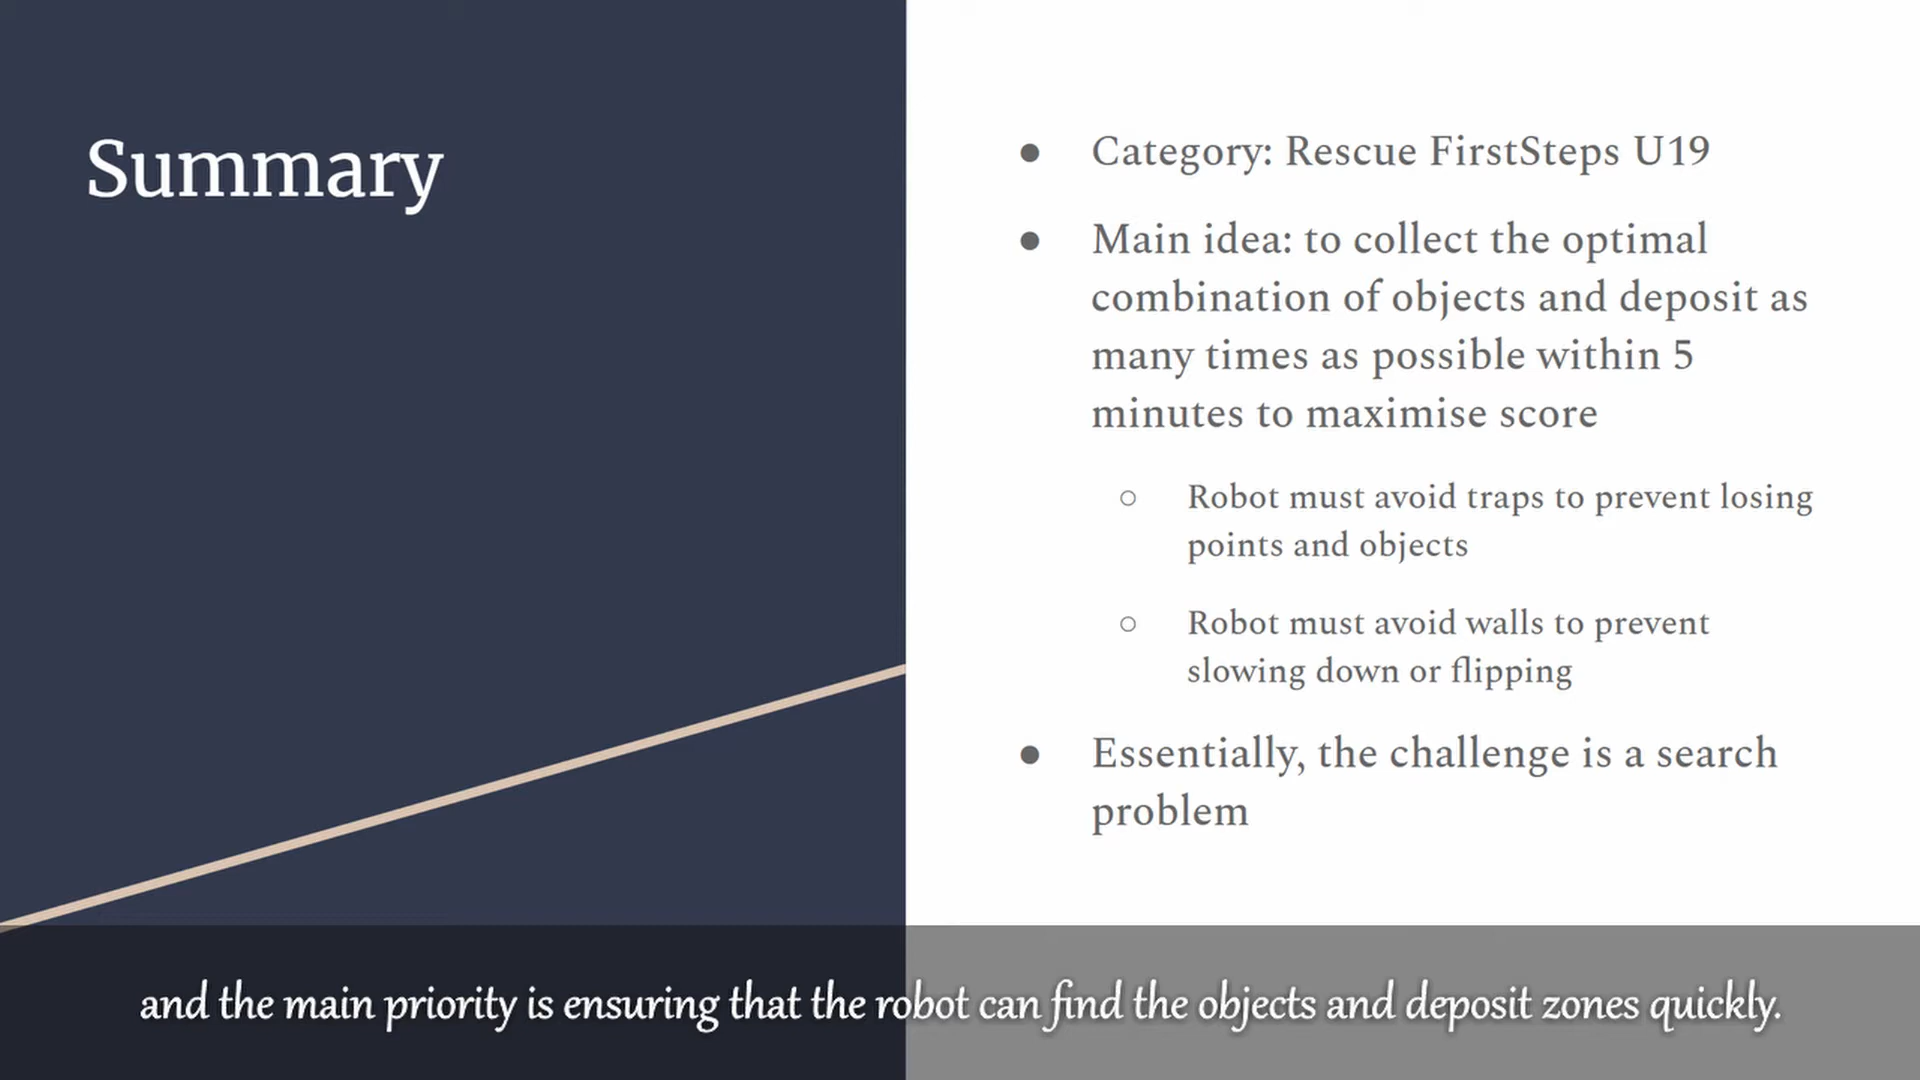 Summary
● Category: Rescue FirstSteps U19
● Main idea: to collect the optimal
combination of objects and deposit as
many times as possible within 5
minutes to maximise score
○ Robot must avoid traps to prevent losing
points and objects
○ Robot must avoid walls to prevent
slowing down or flipping
● Essentially, the challenge is a search
problem
and the main priority is ensuring that the robot can find the objects and deposit zones quickly.